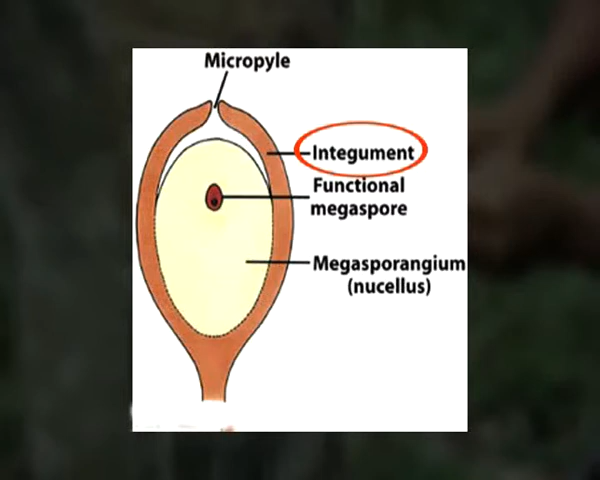 Micropyle
Integument
Functional
megaspore
Megasporangium
(nucellus)